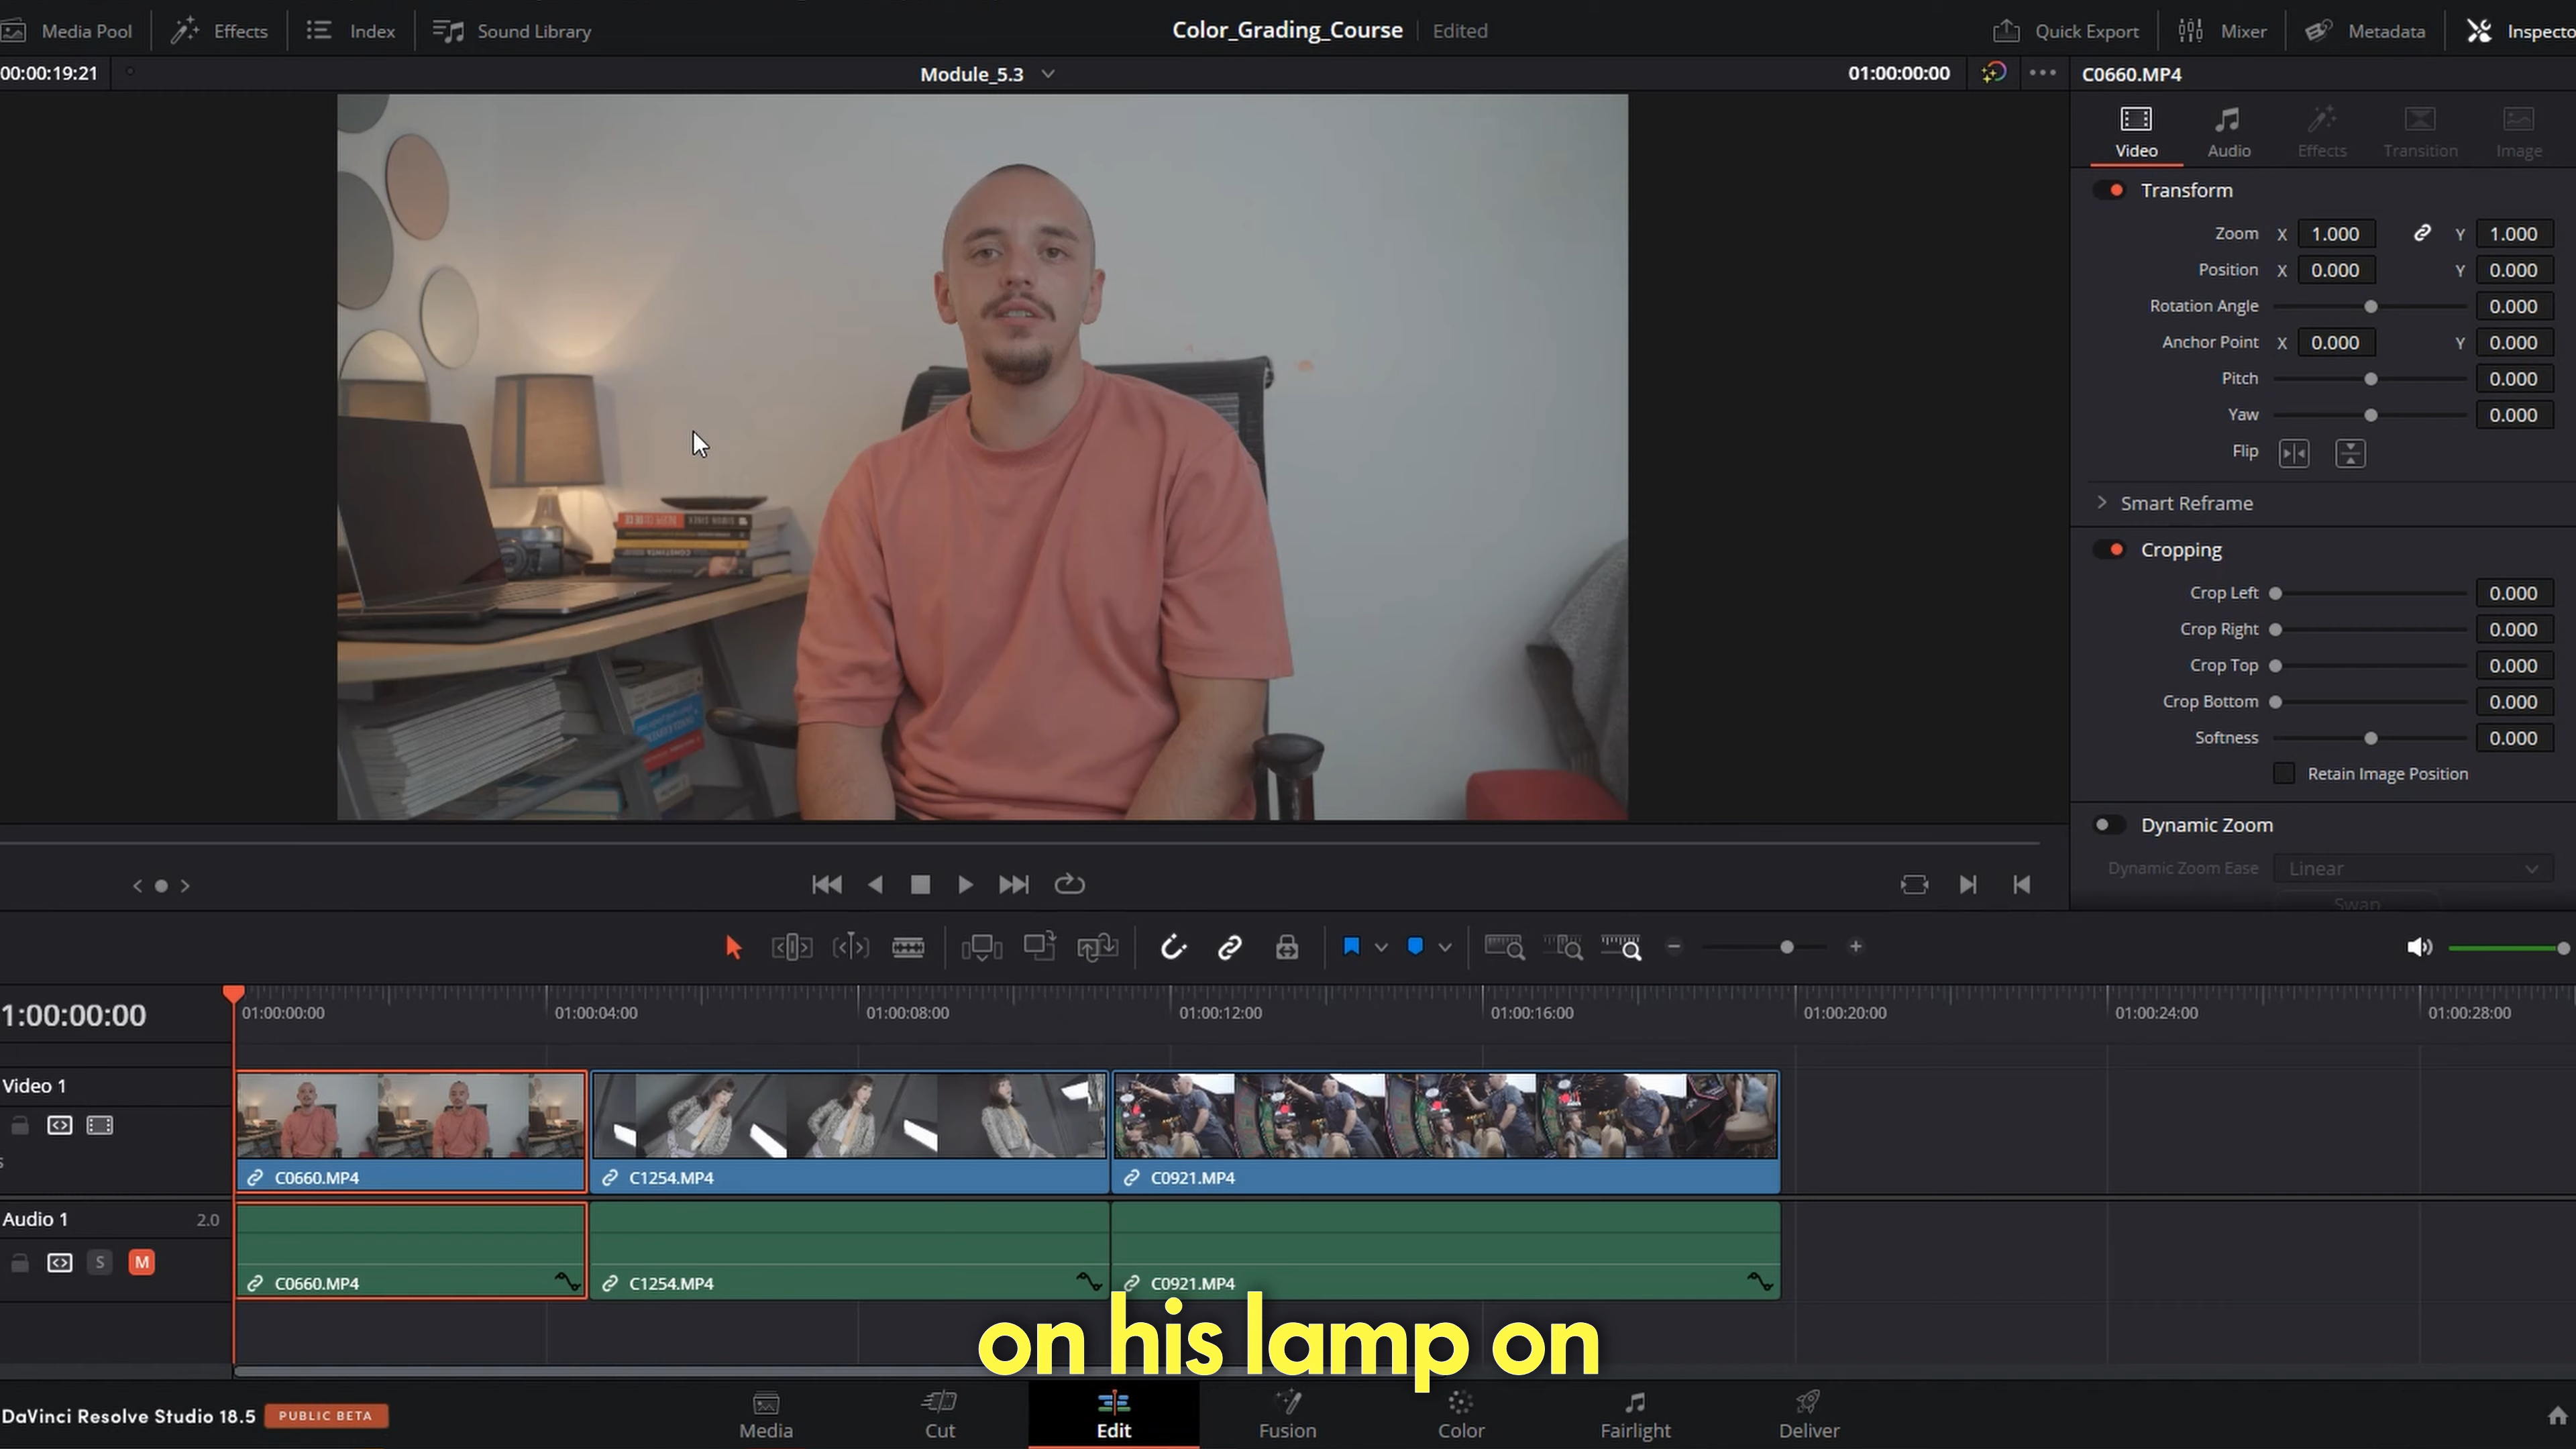 Media Pool
Effects
Index
Sound Library
Color_Grading_Course
Edited
Quick Export
Mixer
Metadata
Inspecto
00:00:19:21
Module_5.3
01:00:00:00
C0660.MP4
Video
Audio
Effects
Transition
Image
Transform
Zoom X 1.000 Y 1.000
Position X 0.000 Y 0.000
Rotation Angle 0.000
Anchor Point X 0.000 Y 0.000
Pitch 0.000
Yaw 0.000
Flip
Smart Reframe
Cropping
Crop Left 0.000
Crop Right 0.000
Crop Top 0.000
Crop Bottom 0.000
Softness 0.000
Retain Image Position
Dynamic Zoom
Dynamic Zoom Ease Linear
Swap
1:00:00:00
01:00:00:00
01:00:04:00
01:00:08:00
01:00:12:00
01:00:16:00
01:00:20:00
01:00:24:00
01:00:28:00
Video 1
C0660.MP4
C1254.MP4
C0921.MP4
Audio 1 2.0
S M
C0660.MP4
C1254.MP4
C0921.MP4
on his lamp on
DaVinci Resolve Studio 18.5
PUBLIC BETA
Media
Cut
Edit
Fusion
Color
Fairlight
Deliver